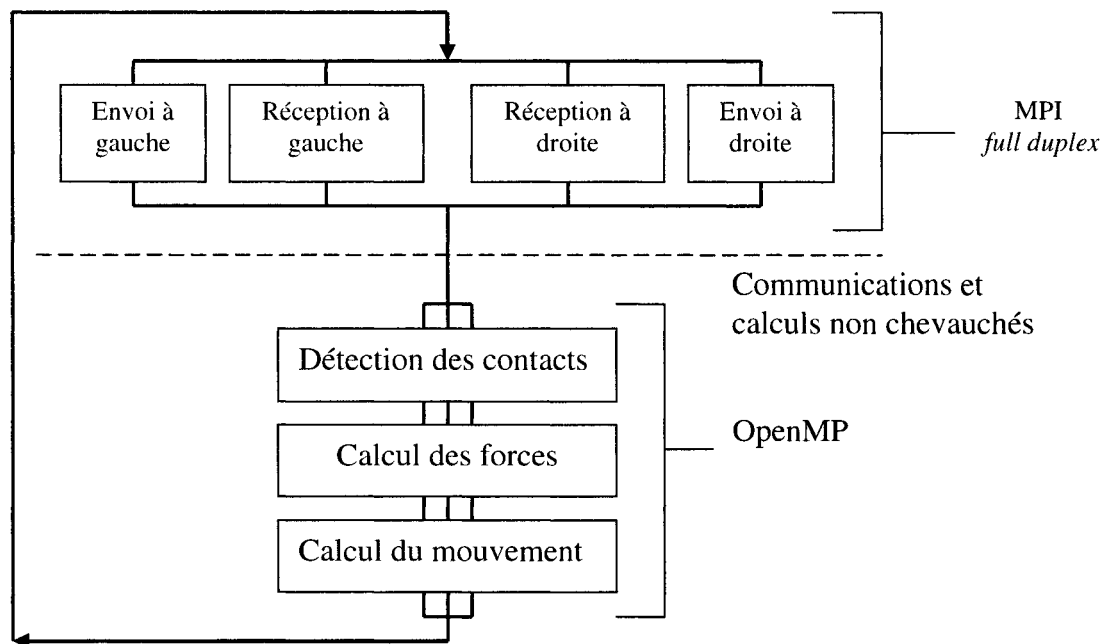 Envoi à
gauche
Réception à
gauche
Réception à
droite
Envoi à
droite
MPI
full duplex
Communications et
calculs non chevauchés
Détection des contacts
Calcul des forces
Calcul du mouvement
OpenMP